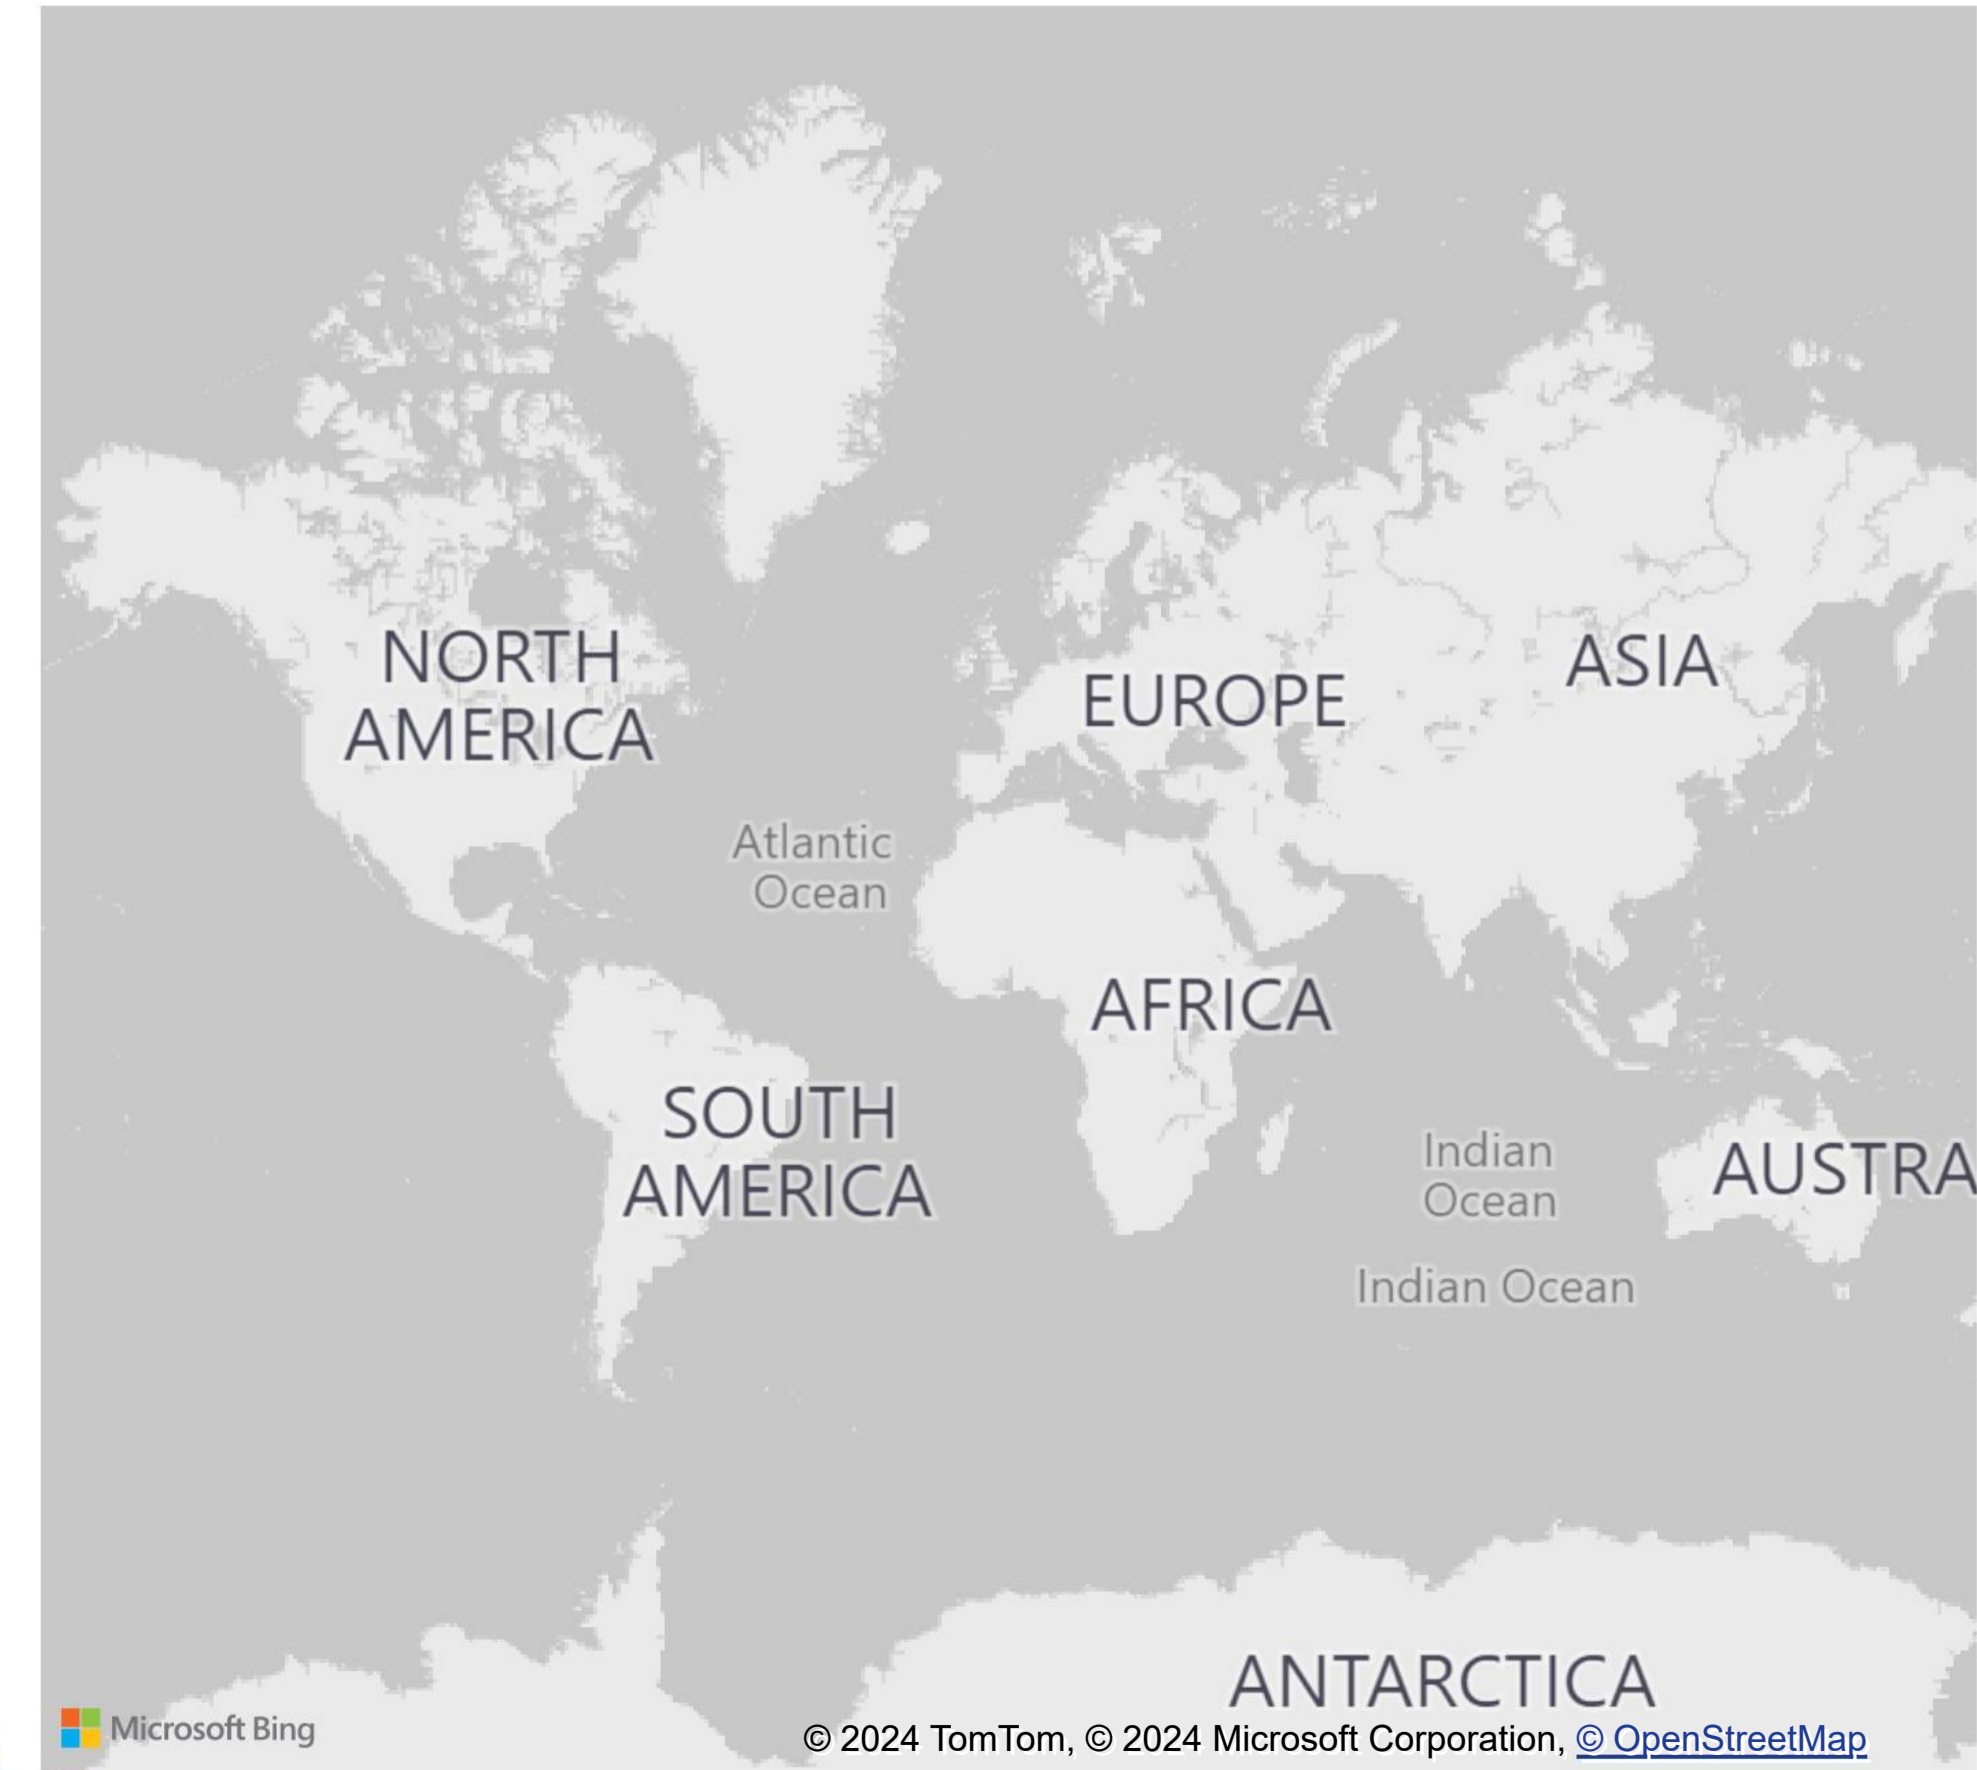 NORTH
AMERICA
EUROPE
ASIA
Atlantic
Ocean
AFRICA
SOUTH
AMERICA
Indian
Ocean
AUSTRA
Indian Ocean
ANTARCTICA
Microsoft Bing
© 2024 TomTom, © 2024 Microsoft Corporation, © OpenStreetMap